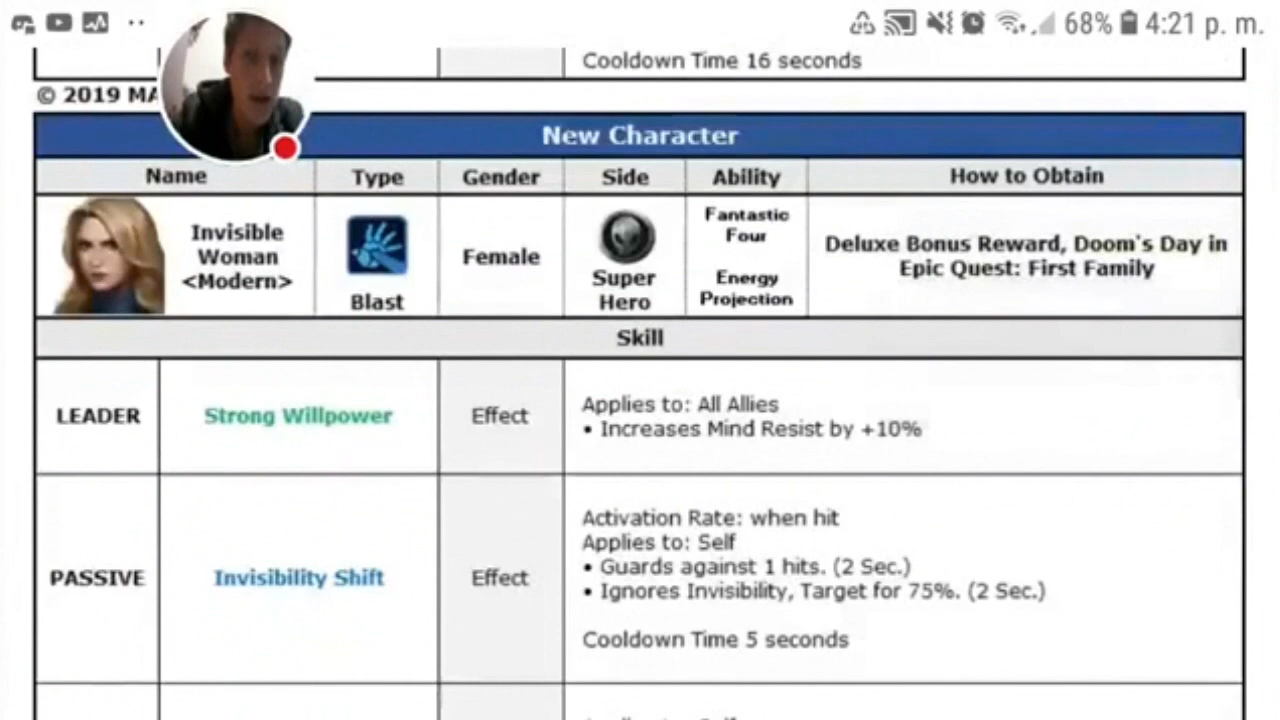 68% 4:21 p. m.
Cooldown Time 16 seconds
© 2019 MA
New Character
Name Type Gender Side Ability How to Obtain
Invisible
Woman
<Modern>
Blast
Female
Super
Hero
Fantastic
Four
Energy
Projection
Deluxe Bonus Reward, Doom's Day in
Epic Quest: First Family
Skill
LEADER
Strong Willpower
Effect
Applies to: All Allies
• Increases Mind Resist by +10%
PASSIVE
Invisibility Shift
Effect
Activation Rate: when hit
Applies to: Self
• Guards against 1 hits. (2 Sec.)
• Ignores Invisibility, Target for 75%. (2 Sec.)
Cooldown Time 5 seconds